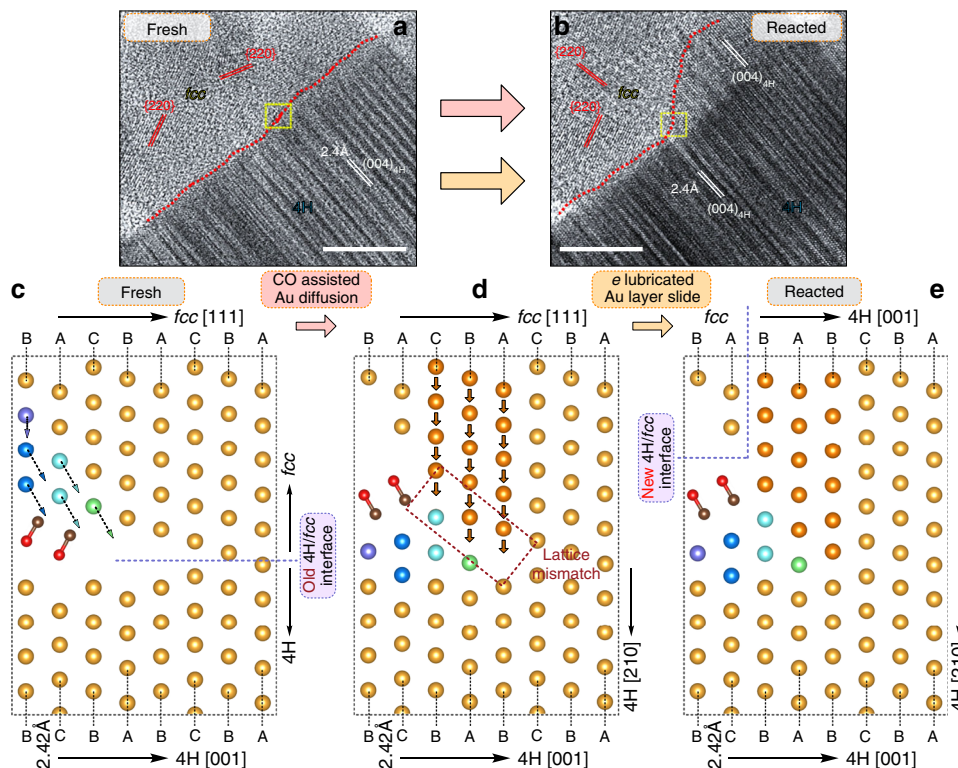 Fresh
a
b
Reacted
{220}
{220}
fcc
2.4Å
(004)4H
4H
{220}
{220}
fcc
(004)4H
2.4Å
(004)4H
4H
c
Fresh
CO assisted
Au diffusion
d
e lubricated
Au layer slide
Reacted
e
fcc [111]
fcc [111]
fcc
4H [001]
B A C B A C B A
B A C B A C B A
B A B A B C B A
fcc
Old 4H/fcc
interface
4H
Lattice
mismatch
4H [210]
New 4H/fcc
interface
4H [210]
B C B A B C B A
B C B A B C B A
B C B A B C B A
2.42Å
4H [001]
2.42Å
4H [001]
2.42Å
4H [001]